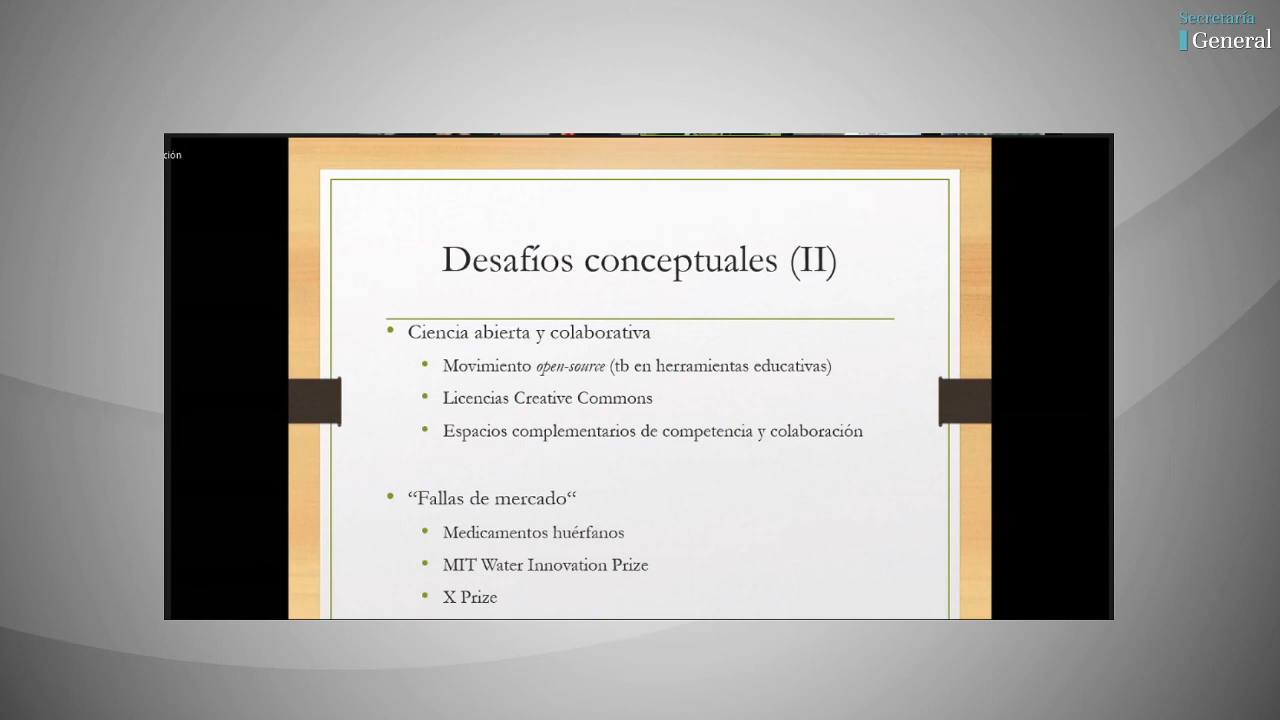 Secretaría
General
ción
Desafíos conceptuales (II)
• Ciencia abierta y colaborativa
• Movimiento open-source (tb en herramientas educativas)
• Licencias Creative Commons
• Espacios complementarios de competencia y colaboración
• “Fallas de mercado“
• Medicamentos huérfanos
• MIT Water Innovation Prize
• X Prize